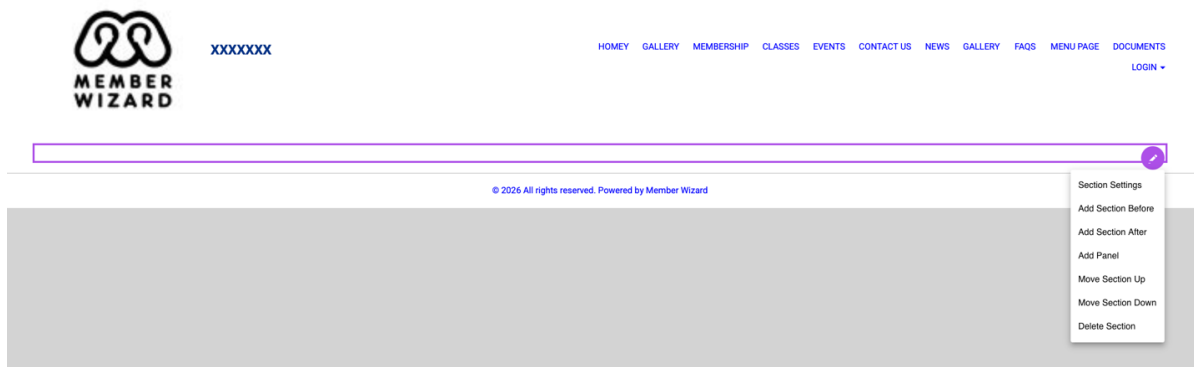 MEMBER
WIZARD
XXXXXXX
HOMEY GALLERY MEMBERSHIP CLASSES EVENTS CONTACT US NEWS GALLERY FAQS MENU PAGE DOCUMENTS
LOGIN
© 2026 All rights reserved. Powered by Member Wizard
Section Settings
Add Section Before
Add Section After
Add Panel
Move Section Up
Move Section Down
Delete Section